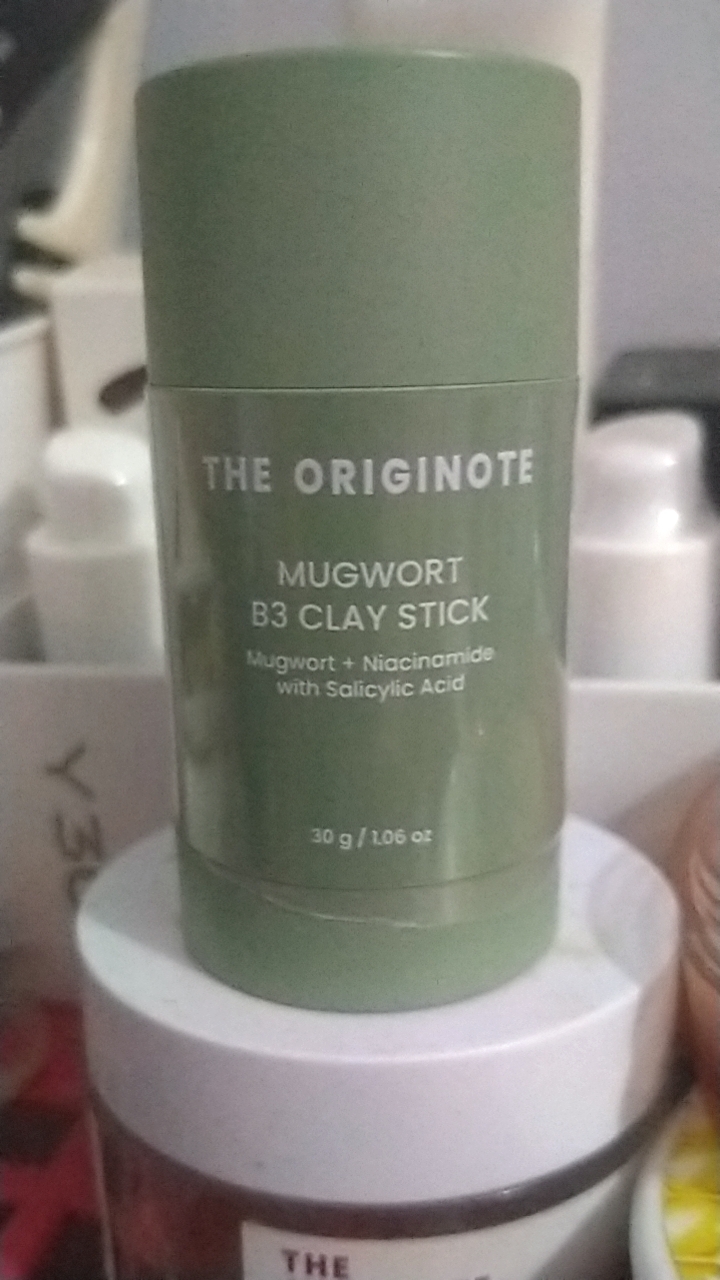 THE ORIGINOTE
MUGWORT
B3 CLAY STICK
Mugwort + Niacinamide
with Salicylic Acid
30 g / 1.06 oz
THE